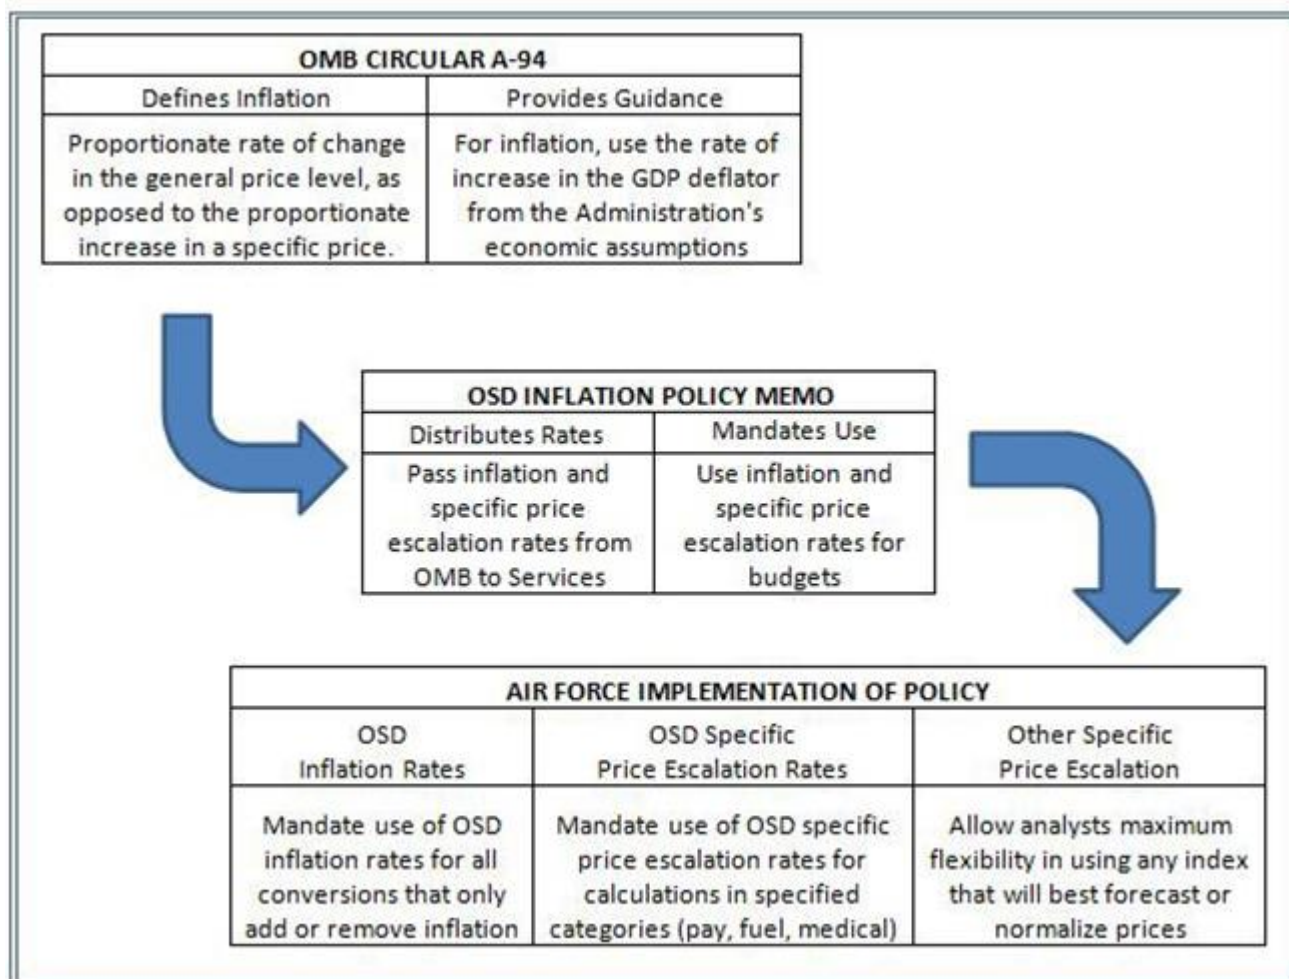 OMB CIRCULAR A-94
Defines Inflation
Provides Guidance
Proportionate rate of change
in the general price level, as
opposed to the proportionate
increase in a specific price.
For inflation, use the rate of
increase in the GDP deflator
from the Administration's
economic assumptions
OSD INFLATION POLICY MEMO
Distributes Rates
Mandates Use
Pass inflation and
specific price
escalation rates from
OMB to Services
Use inflation and
specific price
escalation rates for
budgets
AIR FORCE IMPLEMENTATION OF POLICY
OSD
Inflation Rates
OSD Specific
Price Escalation Rates
Other Specific
Price Escalation
Mandate use of OSD
inflation rates for all
conversions that only
add or remove inflation
Mandate use of OSD specific
price escalation rates for
calculations in specified
categories (pay, fuel, medical)
Allow analysts maximum
flexibility in using any index
that will best forecast or
normalize prices